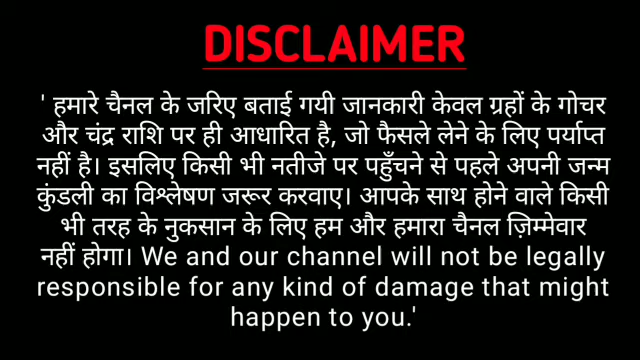 DISCLAIMER
' हमारे चैनल के जरिए बताई गयी जानकारी केवल ग्रहों के गोचर
और चंद्र राशि पर ही आधारित है, जो फैसले लेने के लिए पर्याप्त
नहीं है। इसलिए किसी भी नतीजे पर पहुँचने से पहले अपनी जन्म
कुंडली का विश्लेषण जरूर करवाए। आपके साथ होने वाले किसी
भी तरह के नुकसान के लिए हम और हमारा चैनल ज़िम्मेवार
नहीं होगा। We and our channel will not be legally
responsible for any kind of damage that might
happen to you.'